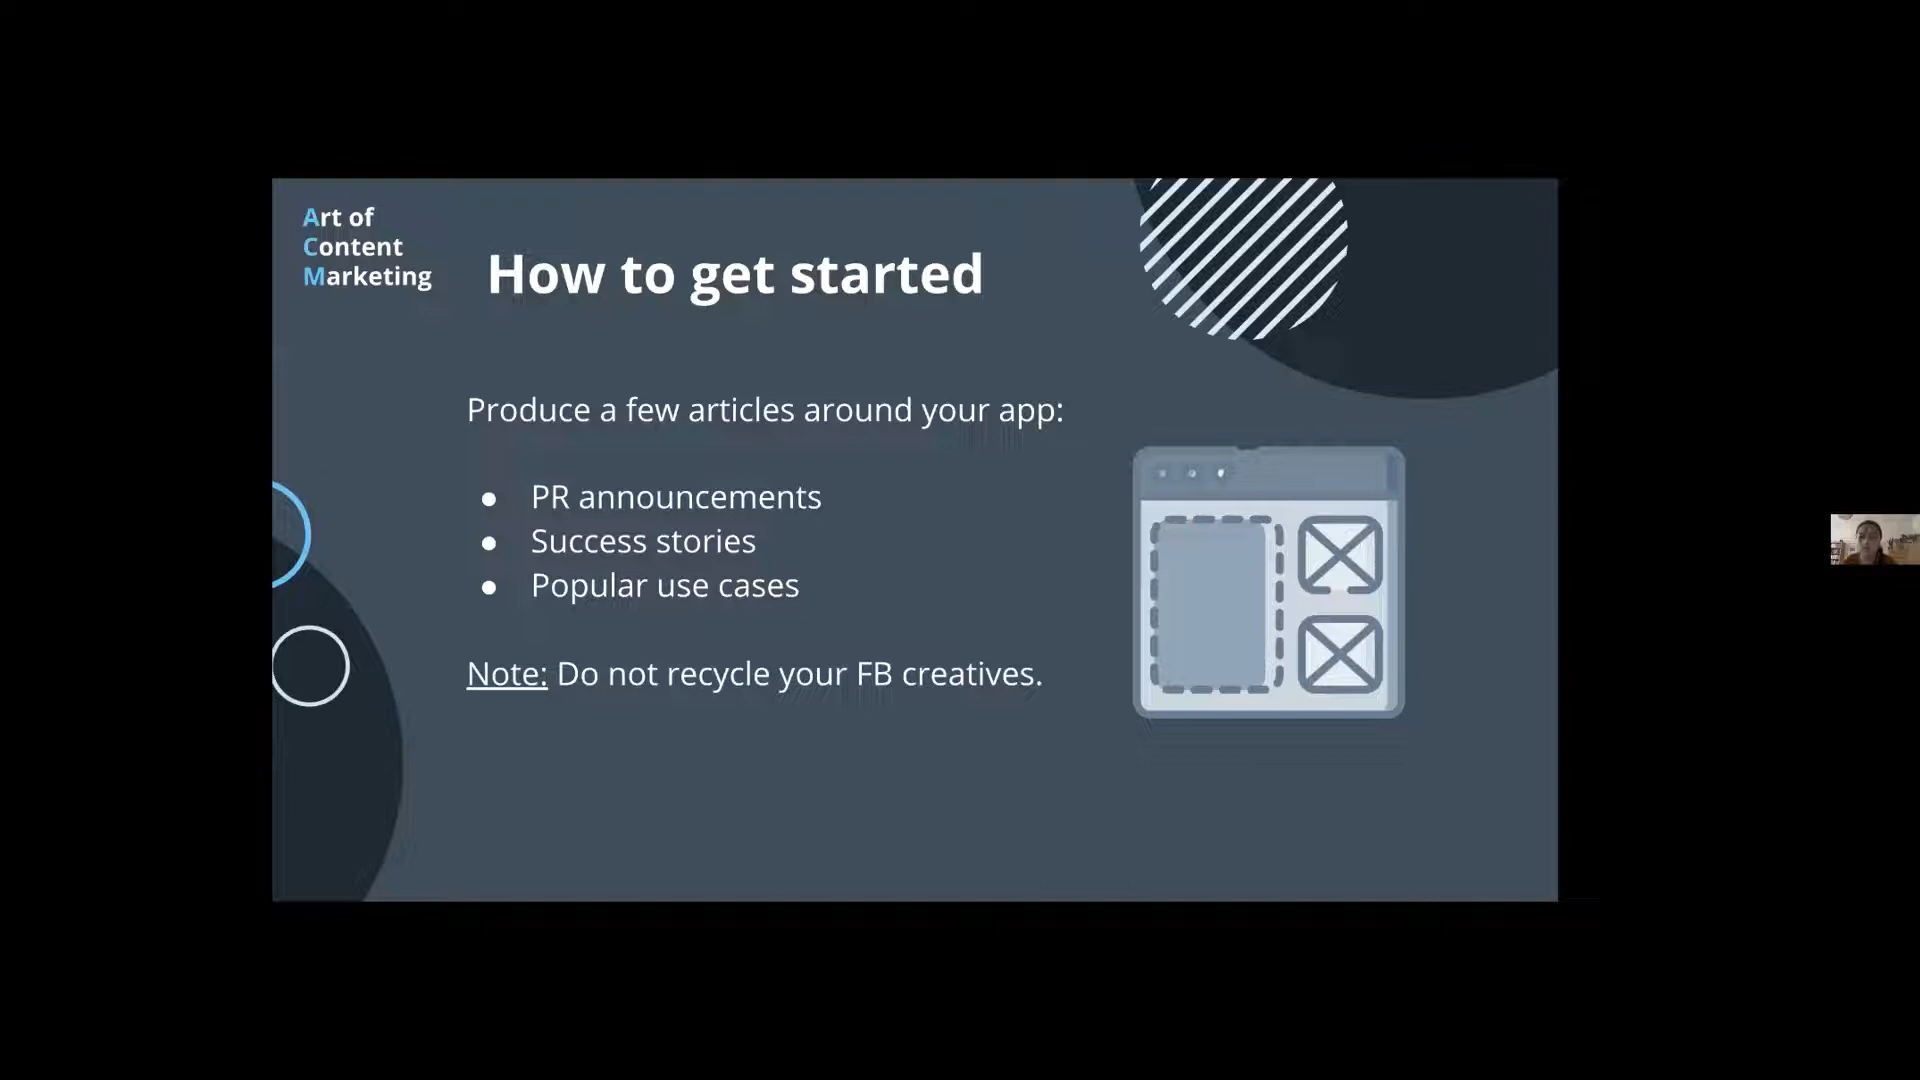 Art of
Content
Marketing
How to get started
Produce a few articles around your app:
● PR announcements
● Success stories
● Popular use cases
Note: Do not recycle your FB creatives.